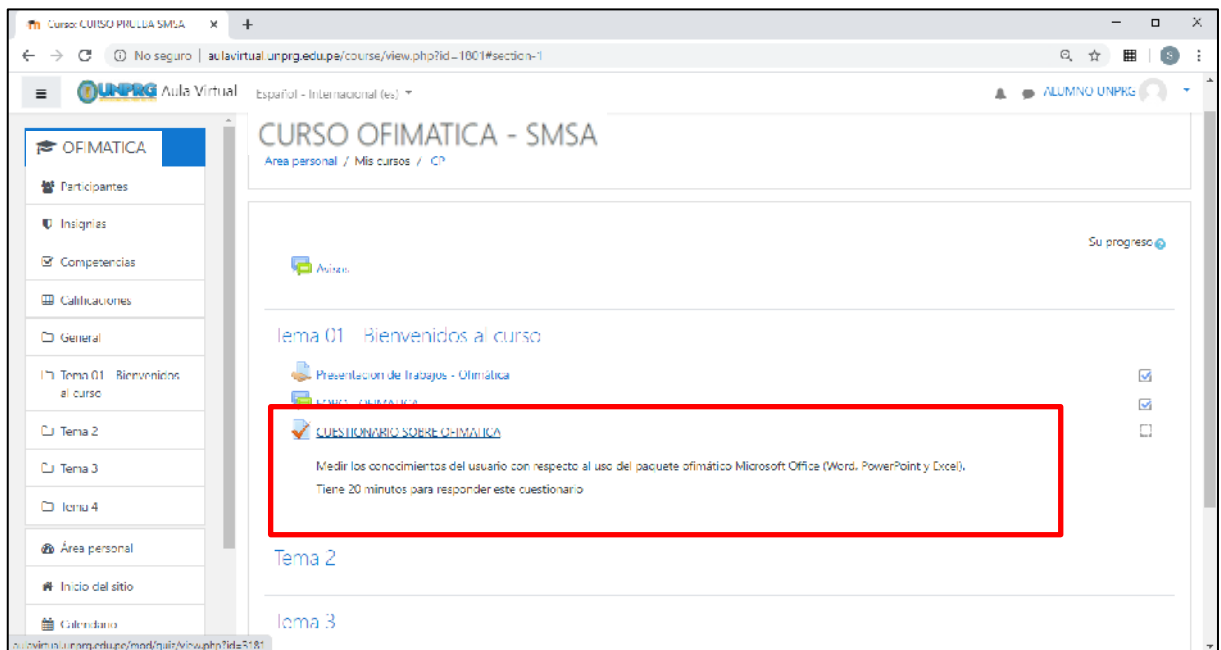 Curso: CURSO PRUEBA SMSA
No seguro | aulavirtual.unprg.edu.pe/course/view.php?id=1801#section-1
S
UNPRG Aula Virtual
Español - Internacional (es)
ALUMNO UNPRG
OFIMATICA
Participantes
Insignias
Competencias
Calificaciones
General
Tema 01 Bienvenidos
al curso
Tema 2
Tema 3
Tema 4
Área personal
Inicio del sitio
Calendario
aulavirtual.unprg.edu.pe/mod/quiz/view.php?id=3181
CURSO OFIMATICA - SMSA
Area personal / Mis cursos / CP
Su progreso
Avisos
Tema 01 Bienvenidos al curso
Presentacion de Trabajos - Ofimática
FORO - OFIMATICA
CUESTIONARIO SOBRE OFIMATICA
Medir los conocimientos del usuario con respecto al uso del paquete ofimático Microsoft Office (Word, PowerPoint y Excel).
Tiene 20 minutos para responder este cuestionario
Tema 2
Tema 3